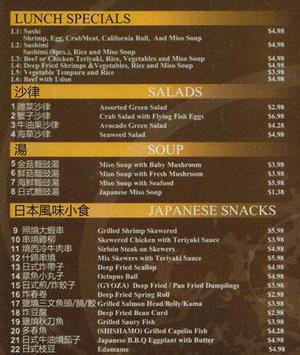 LUNCH SPECIALS
L1: Sushi $4.98
Shrimp, Egg, CrabMeat, California Roll, And Miso Soup
L2: Sashimi $4.98
Sashimi (8pcs.), Rice and Miso Soup
L3: Beef or Chicken Teriyaki, Rice, Vegetables and Miso Soup $4.98
L4: Deep Fried Shrimps & Vegetables, Rice and Miso Soup $4.98
L5: Vegetable Tempura and Rice $3.98
L6: Beef with Udon $4.98
沙律 SALADS
1 雜菜沙律 Assorted Green Salad $2.98
2 蟹子沙律 Crab Salad with Flying Fish Eggs $6.98
3 牛油果沙律 Avocado Green Salad $4.28
4 海草沙律 Seaweed Salad $4.98
湯 SOUP
5 金菇麵豉湯 Miso Soup with Baby Mushroom $3.98
6 鮮菇麵豉湯 Miso Soup with Fresh Mushroom $3.98
7 海鮮麵豉湯 Miso Soup with Seafood $5.98
8 日式麵豉湯 Japanese Miso Soup $1.38
日本風味小食 JAPANESE SNACKS
9 照燒大蝦串 Grilled Shrimp Skewered $5.98
10 串燒雞柳 Skewered Chicken with Teriyaki Sauce $3.98
11 燒西冷牛肉串 Sirloin Steak on Skewers $4.98
12 什錦串燒 Mix Skewers with Teriyaki Sauce $5.98
13 日式炸帶子 Deep Fried Scallop $4.98
14 章魚小丸子 Octopus Ball $4.98
15 日式煎/炸餃子 (GYOZA) Deep Fried / Pan Fried Dumplings $3.98
16 炸春卷 Deep Fried Spring Roll $2.98
17 鹽燒三文魚頭/腩/鮫 Grilled Salmon Head/Belly/Kama $5.98
18 炸豆腐 Deep Fried Bean Curd $2.98
19 鹽燒秋刀魚 Grilled Saury Fish $3.98
20 多春魚 (SHISHAMO) Grilled Capelin Fish $4.28
21 日式牛油燒茄子 Japanese B.B.Q Eggplant with Butter $4.98
22 日式枝豆 Edamame $4.98